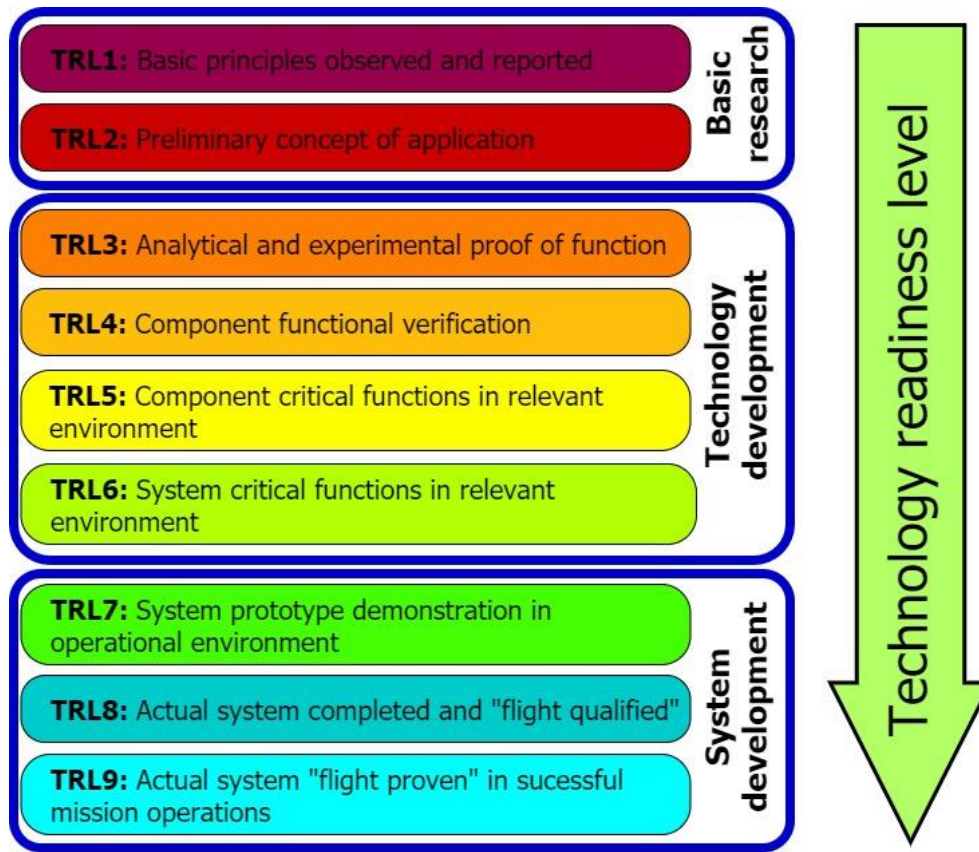 TRL1: Basic principles observed and reported
TRL2: Preliminary concept of application
Basic
research
TRL3: Analytical and experimental proof of function
TRL4: Component functional verification
TRL5: Component critical functions in relevant
environment
TRL6: System critical functions in relevant
environment
Technology
development
TRL7: System prototype demonstration in
operational environment
TRL8: Actual system completed and "flight qualified"
TRL9: Actual system "flight proven" in sucessful
mission operations
System
development
Technology readiness level